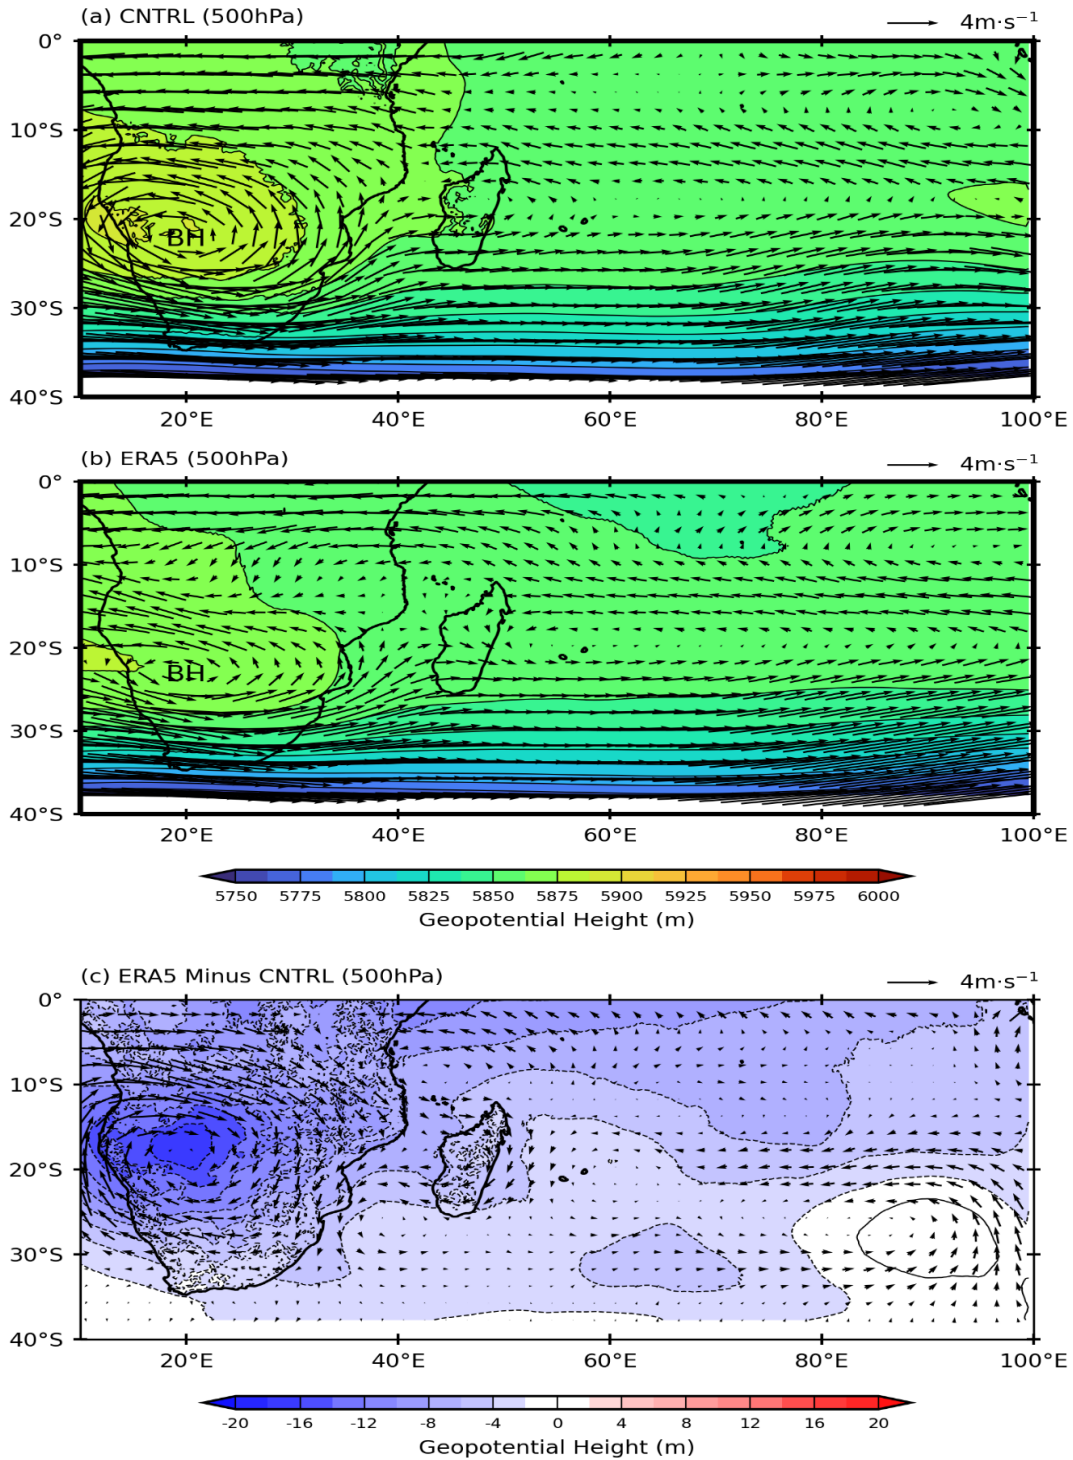 (a) CNTRL (500hPa)
4m·s⁻¹
0°
10°S
20°S
30°S
40°S
BH
20°E
40°E
60°E
80°E
100°E
(b) ERA5 (500hPa)
4m·s⁻¹
0°
10°S
20°S
30°S
40°S
BH
20°E
40°E
60°E
80°E
100°E
5750 5775 5800 5825 5850 5875 5900 5925 5950 5975 6000
Geopotential Height (m)
(c) ERA5 Minus CNTRL (500hPa)
4m·s⁻¹
0°
10°S
20°S
30°S
40°S
20°E
40°E
60°E
80°E
100°E
-20 -16 -12 -8 -4 0 4 8 12 16 20
Geopotential Height (m)